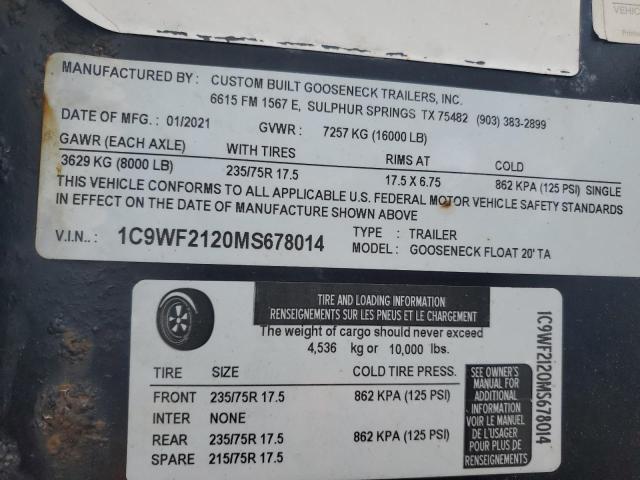 VEHIC
MANUFACTURED BY: CUSTOM BUILT GOOSENECK TRAILERS, INC.
6615 FM 1567 E, SULPHUR SPRINGS TX 75482 (903) 383-2899
DATE OF MFG. : 01/2021 GVWR: 7257 KG (16000 LB)
GAWR (EACH AXLE) WITH TIRES RIMS AT COLD
3629 KG (8000 LB) 235/75R 17.5 17.5 X 6.75 862 KPA (125 PSI) SINGLE
THIS VEHICLE CONFORMS TO ALL APPLICABLE U.S. FEDERAL MOTOR VEHICLE SAFETY STANDARDS
IN EFFECT ON THE DATE OF MANUFACTURE SHOWN ABOVE
V.I.N.. : 1C9WF2120MS678014
TYPE : TRAILER
MODEL : GOOSENECK FLOAT 20' TA
TIRE AND LOADING INFORMATION
RENSEIGNEMENTS SUR LES PNEUS ET LE CHARGEMENT
The weight of cargo should never exceed
4,536 kg or 10,000 lbs.
TIRE SIZE COLD TIRE PRESS.
FRONT 235/75R 17.5 862 KPA (125 PSI)
INTER NONE
REAR 235/75R 17.5 862 KPA (125 PSI)
SPARE 215/75R 17.5
SEE OWNER'S
MANUAL FOR
ADDITIONAL
INFORMATION
VOIR LE MANUEL
DE L'USAGER
POUR PLUS DE
RENSEIGNEMENTS
1C9WF2120MS678014